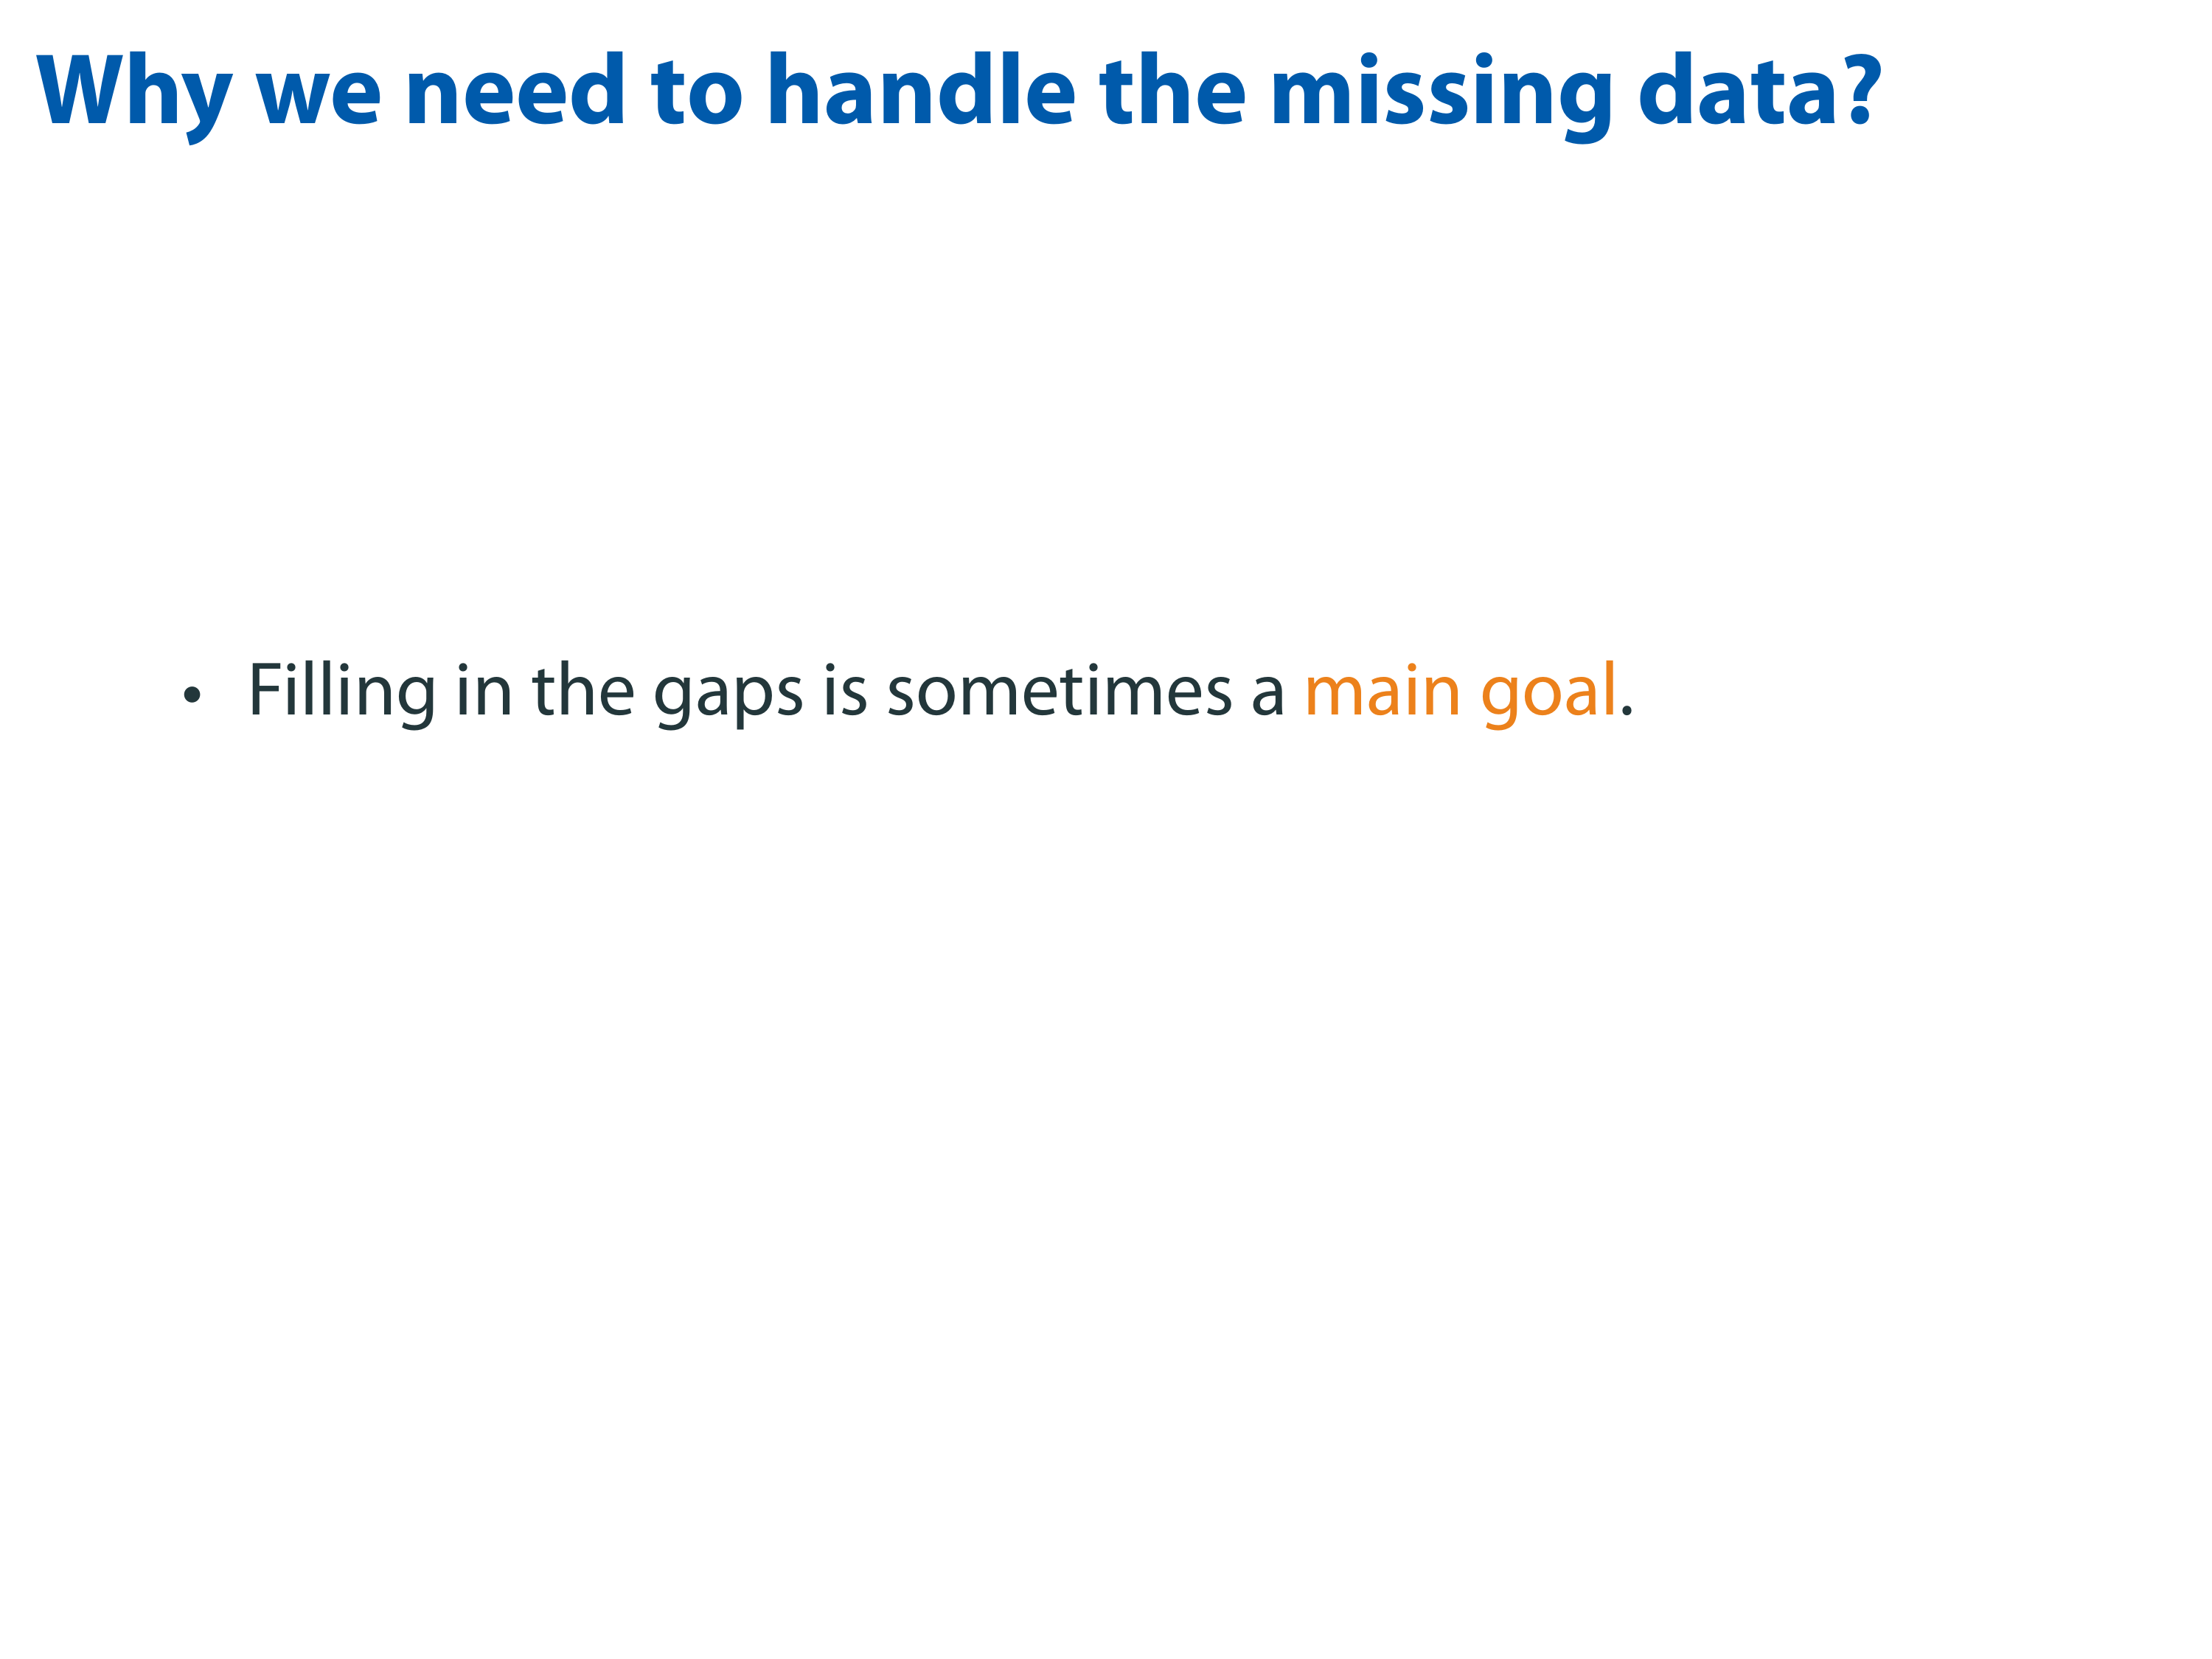 Why we need to handle the missing data?
• Filling in the gaps is sometimes a main goal.